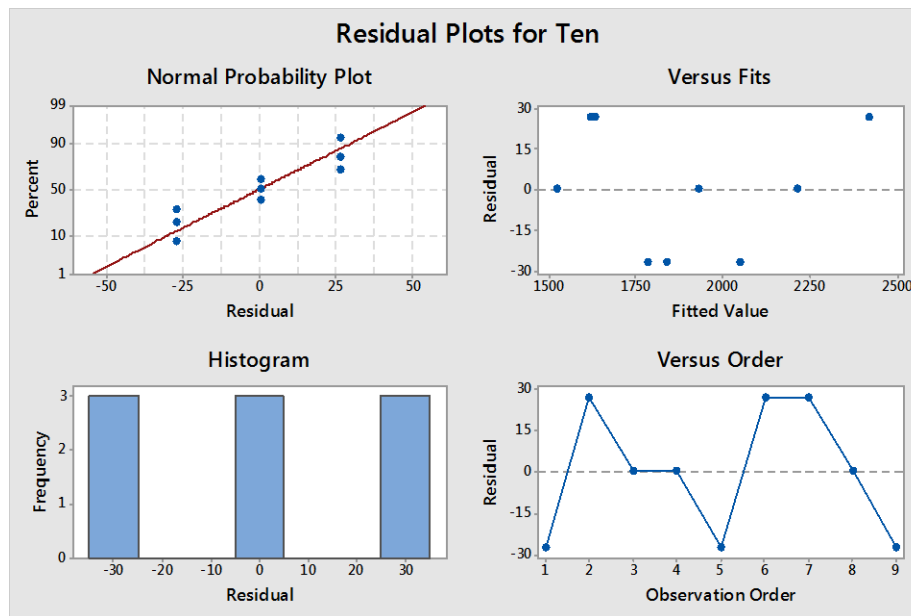 Residual Plots for Ten
Normal Probability Plot
99
90
50
10
1
Percent
-50 -25 0 25 50
Residual
Versus Fits
30
15
0
-15
-30
Residual
1500 1750 2000 2250 2500
Fitted Value
Histogram
3
2
1
0
Frequency
-30 -20 -10 0 10 20 30
Residual
Versus Order
30
15
0
-15
-30
Residual
1 2 3 4 5 6 7 8 9
Observation Order